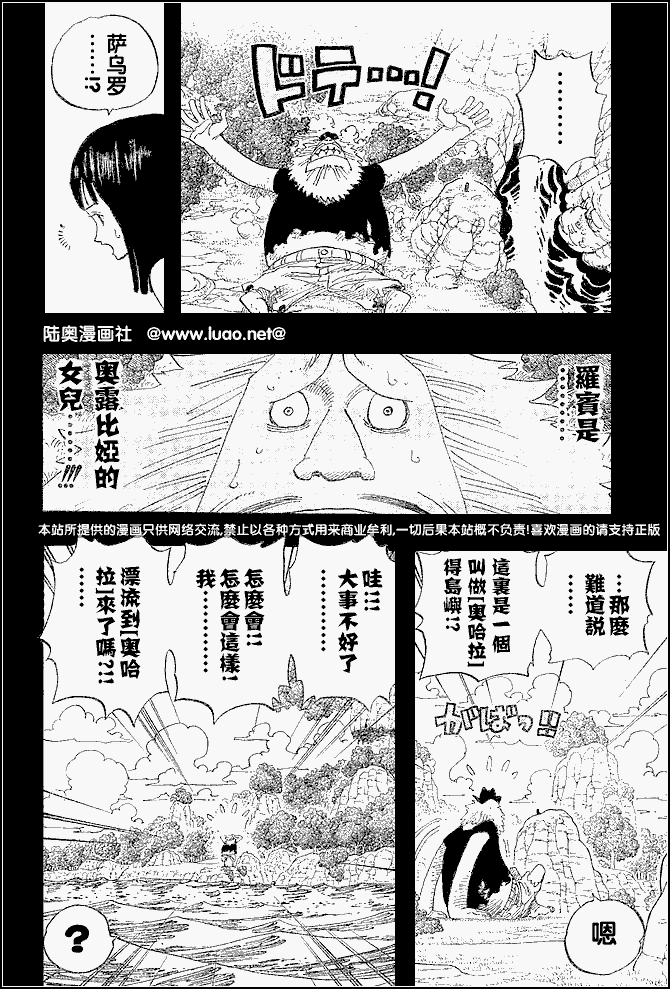 …………
ドテ…!
萨乌罗
……!?
陆奥漫画社 @www.luao.net@
羅賓是
………
奧露比婭的
女兒……!!!
本站所提供的漫画只供网络交流,禁止以各种方式用来商业牟利,一切后果本站概不负责!喜欢漫画的请支持正版
…那麼
難道説
……
這裏是一個
叫做[奧哈拉]
得島嶼!?
がばっ!!
嗯
哇!!!
大事不好了
………
怎麼會!!
怎麼會這樣!
我………
漂流到[奧哈
拉]來了嗎?!!
……
?